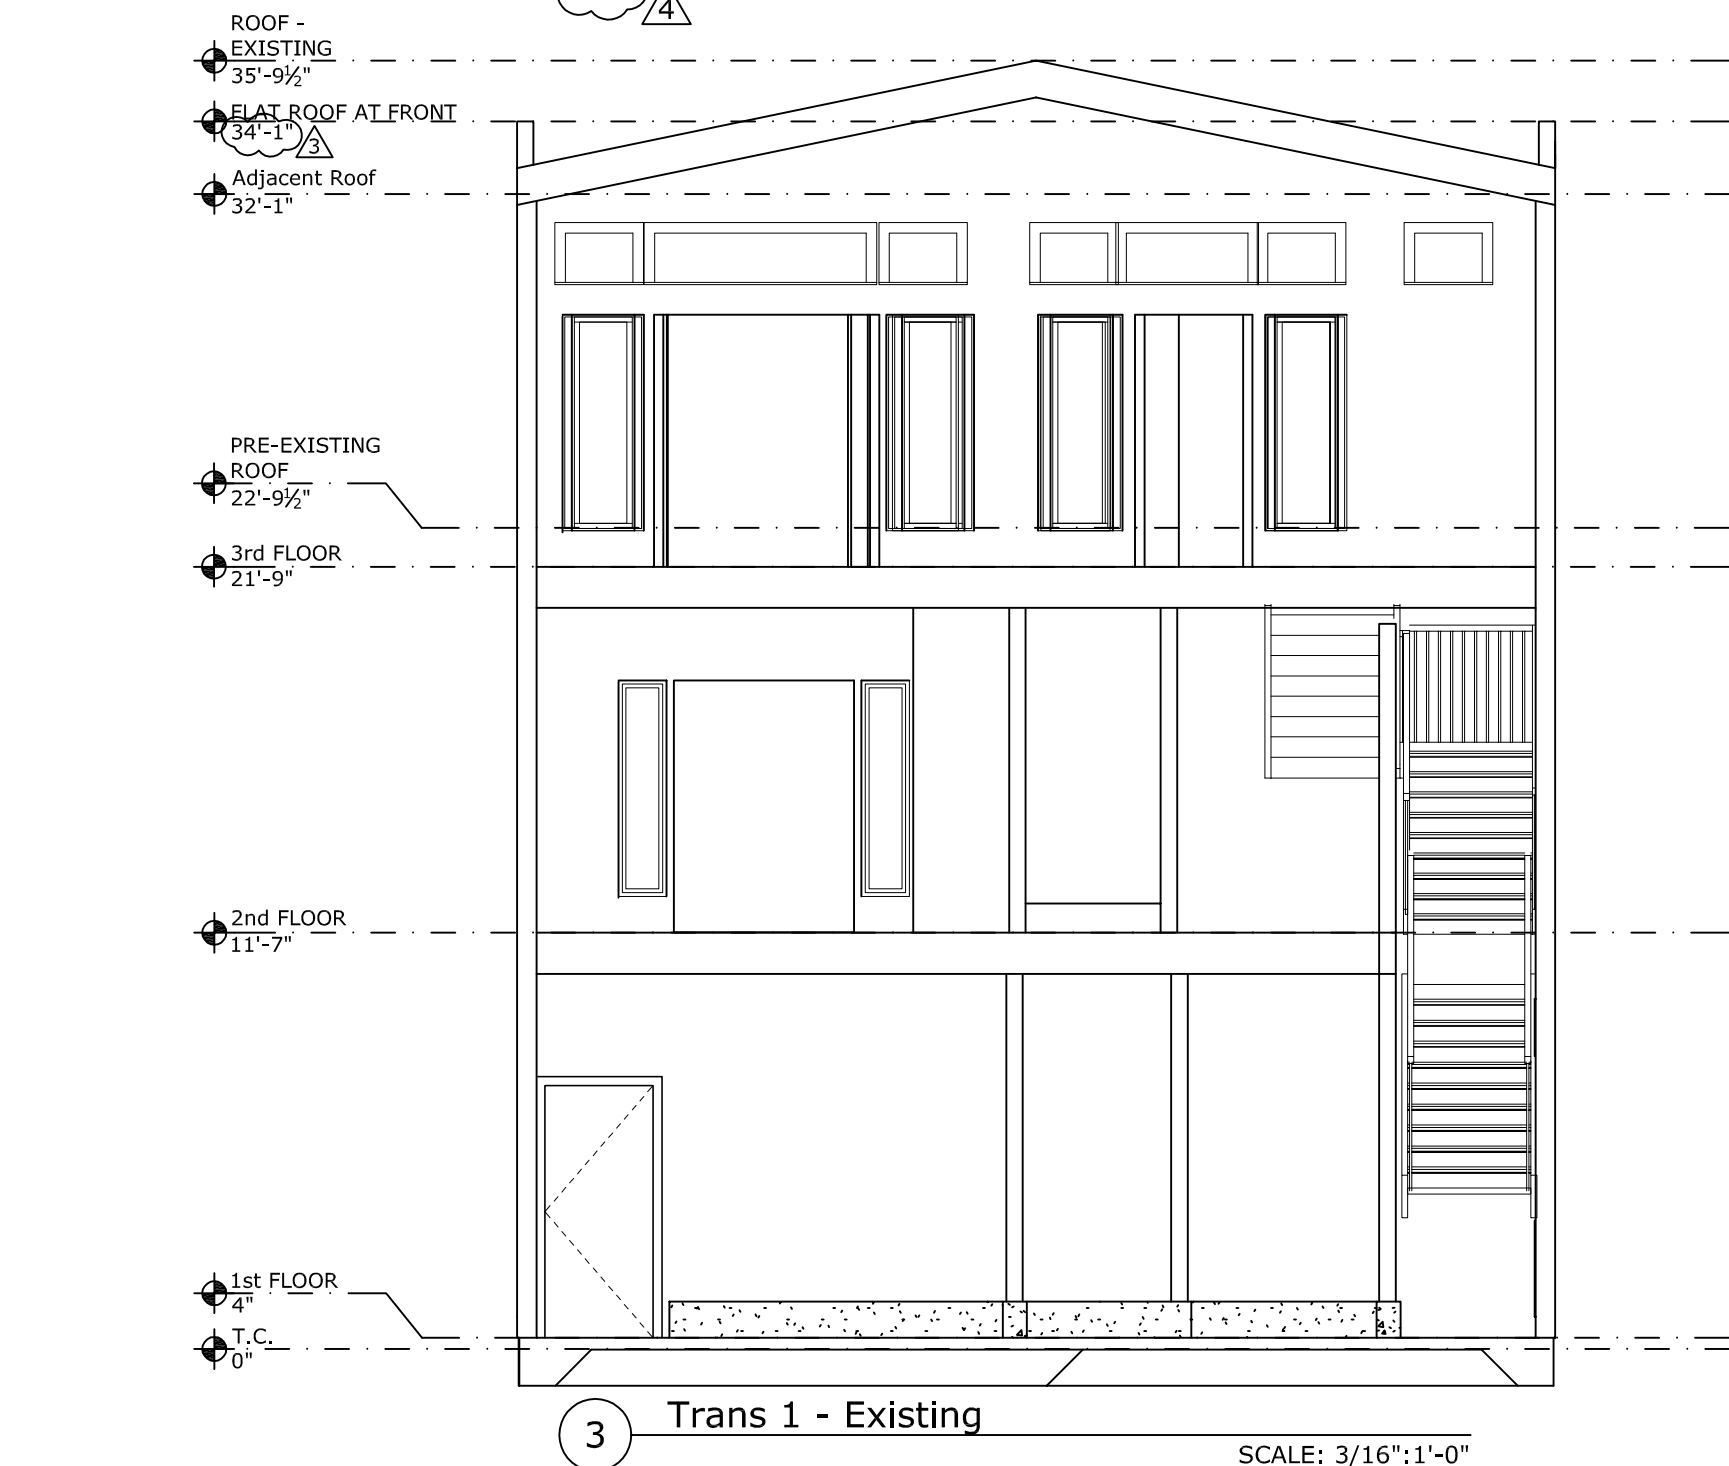 4
ROOF -
EXISTING
35'-9½"
FLAT ROOF AT FRONT
34'-1"
3
Adjacent Roof
32'-1"
PRE-EXISTING
ROOF
22'-9½"
3rd FLOOR
21'-9"
2nd FLOOR
11'-7"
1st FLOOR
4"
T.C.
0"
3
Trans 1 - Existing
SCALE: 3/16":1'-0"